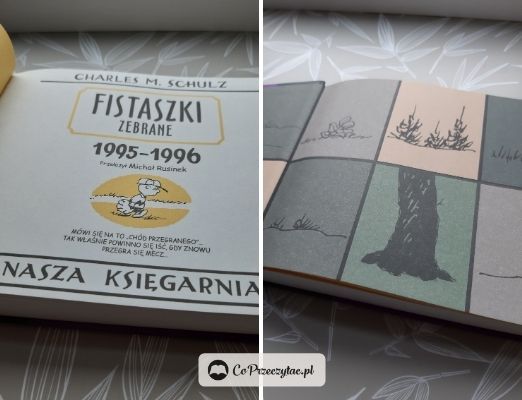 CHARLES M. SCHULZ
FISTASZKI
ZEBRANE
1995-1996
Przełożył Michał Rusinek
MÓWI SIĘ NA TO „CHÓD PRZEGRANEGO”...
TAK WŁAŚNIE POWINNO SIĘ IŚĆ, GDY ZNOWU
PRZEGRA SIĘ MECZ...
NASZA KSIĘGARNIA
CoPrzeczytac.pl